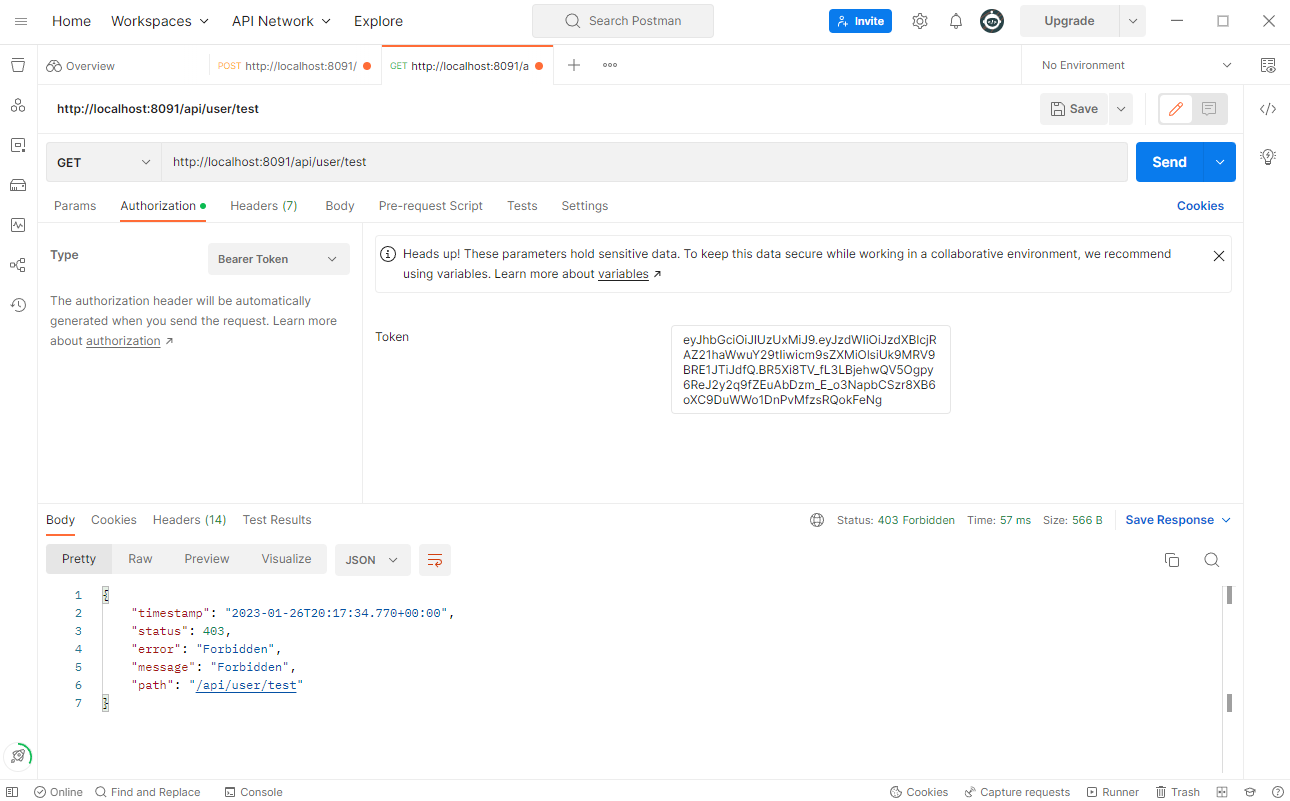 Home Workspaces API Network Explore Search Postman Invite Upgrade
Overview POST http://localhost:8091/ GET http://localhost:8091/a No Environment
http://localhost:8091/api/user/test Save
GET http://localhost:8091/api/user/test Send
Params Authorization Headers (7) Body Pre-request Script Tests Settings Cookies
Type Bearer Token
The authorization header will be automatically
generated when you send the request. Learn more
about authorization
Heads up! These parameters hold sensitive data. To keep this data secure while working in a collaborative environment, we recommend
using variables. Learn more about variables
Token
eyJhbGciOiJIUzUxMiJ9.eyJzdWIiOiJzdXBlcjR
AZ21haWwuY29tIiwicm9sZXMiOlsiUk9MRV9
BRE1JTiJdfQ.BR5Xi8TV_fL3LBjehwQV5Ogpy
6ReJ2y2q9fZEuAbDzm_E_o3NapbCSzr8XB6
oXC9DuWWo1DnPvMfzsRQokFeNg
Body Cookies Headers (14) Test Results Status: 403 Forbidden Time: 57 ms Size: 566 B Save Response
Pretty Raw Preview Visualize JSON
1 {
2 "timestamp": "2023-01-26T20:17:34.770+00:00",
3 "status": 403,
4 "error": "Forbidden",
5 "message": "Forbidden",
6 "path": "/api/user/test"
7 }
Online Find and Replace Console Cookies Capture requests Runner Trash